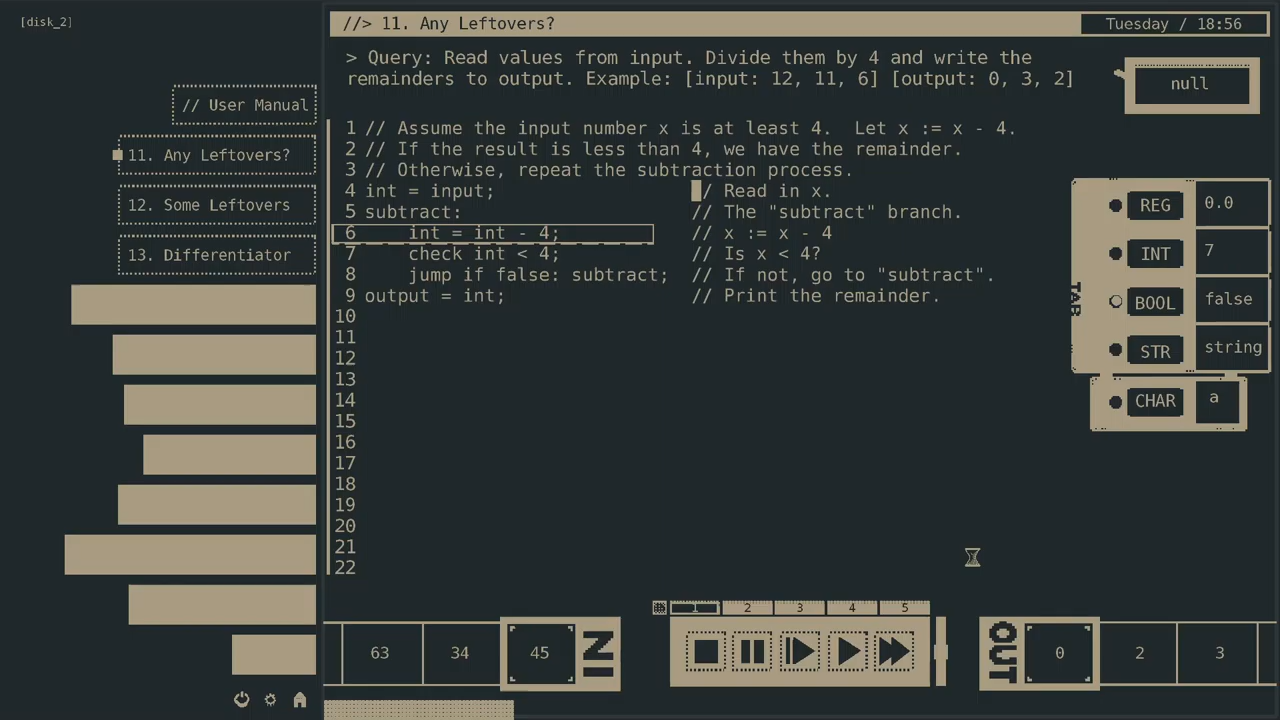 [disk_2]
//> 11. Any Leftovers?
Tuesday / 18:56
> Query: Read values from input. Divide them by 4 and write the
remainders to output. Example: [input: 12, 11, 6] [output: 0, 3, 2]
null
// User Manual
11. Any Leftovers?
12. Some Leftovers
13. Differentiator
1 // Assume the input number x is at least 4.  Let x := x - 4.
2 // If the result is less than 4, we have the remainder.
3 // Otherwise, repeat the subtraction process.
4 int = input; // Read in x.
5 subtract: // The "subtract" branch.
6 int = int - 4; // x := x - 4
7 check int < 4; // Is x < 4?
8 jump if false: subtract; // If not, go to "subtract".
9 output = int; // Print the remainder.
10
11
12
13
14
15
16
17
18
19
20
21
22
REG 0.0
INT 7
BOOL false
STR string
CHAR a
1 2 3 4 5
63 34 45 IN
OUT 0 2 3